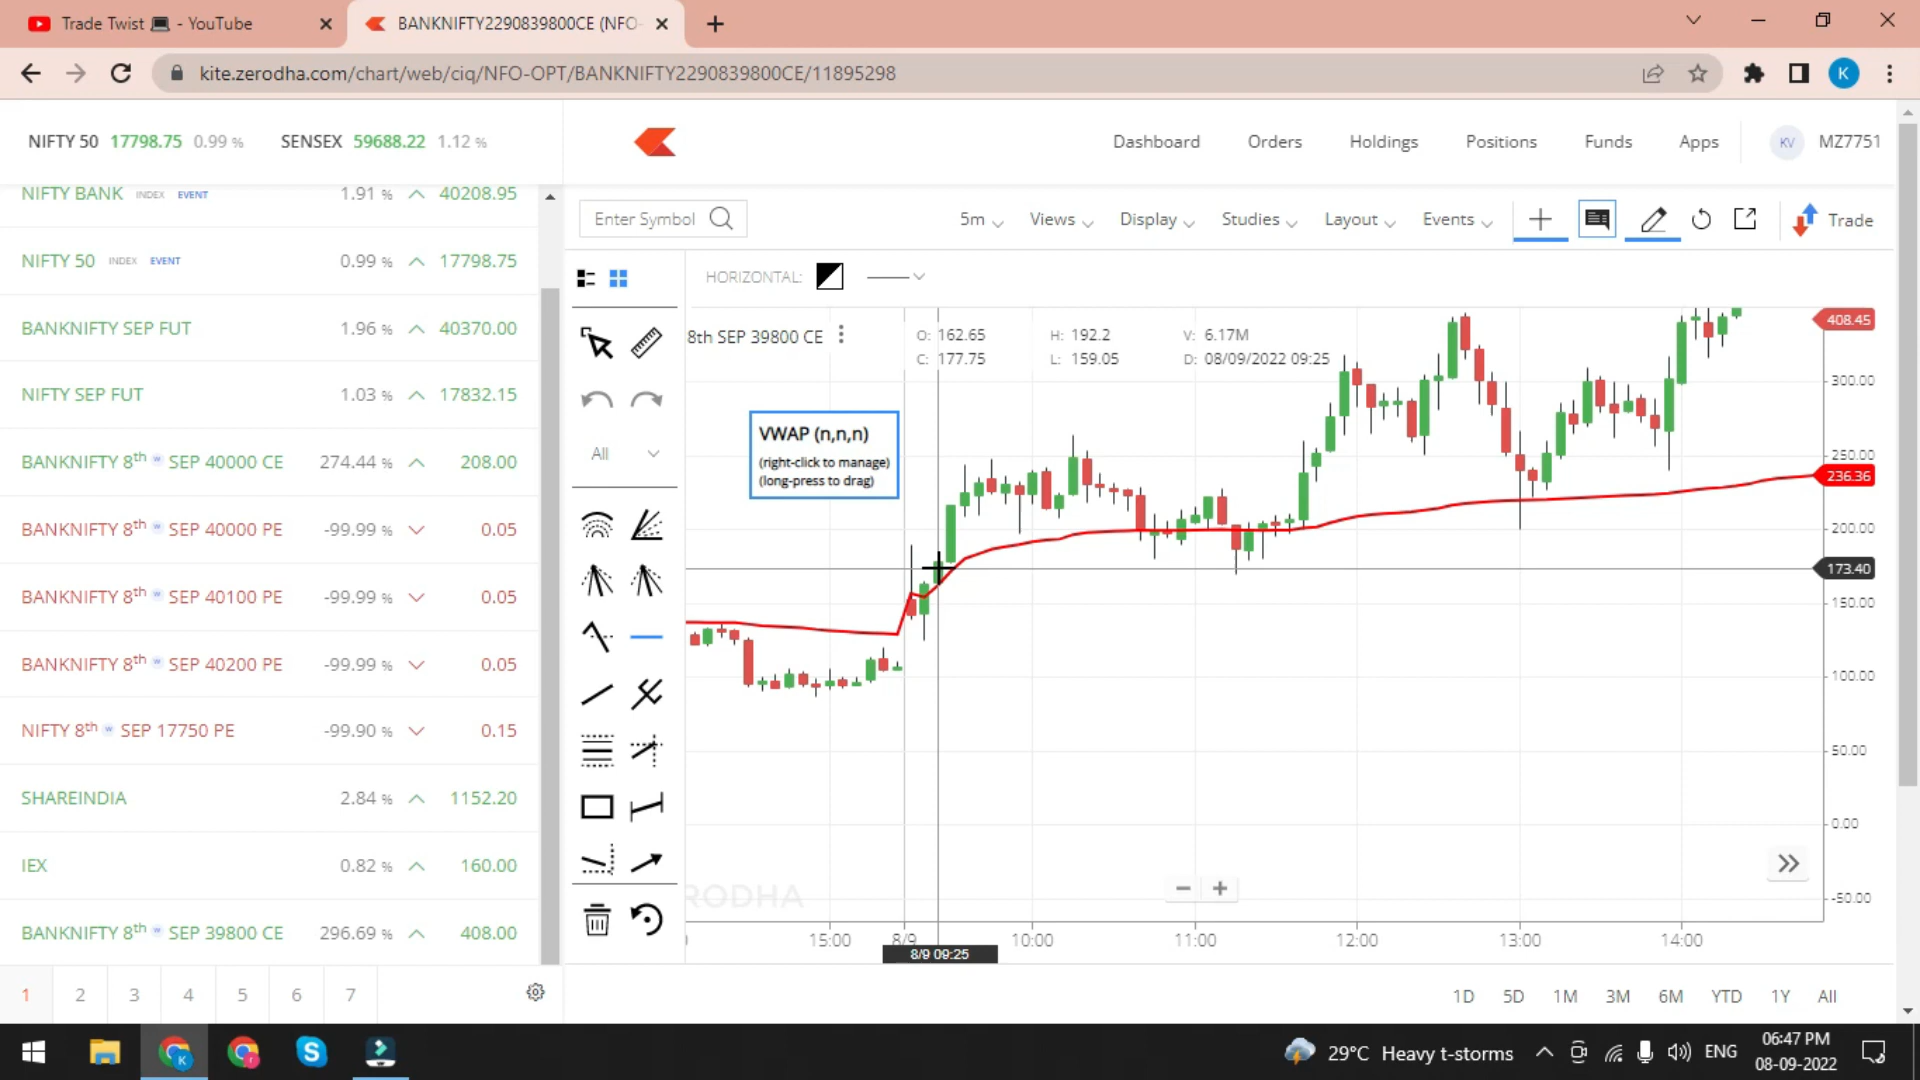 Trade Twist 💻 - YouTube
BANKNIFTY2290839800CE (NFO-
kite.zerodha.com/chart/web/ciq/NFO-OPT/BANKNIFTY2290839800CE/11895298
K
NIFTY 50 17798.75 0.99 % SENSEX 59688.22 1.12 %
Dashboard Orders Holdings Positions Funds Apps KV MZ7751
NIFTY BANK INDEX EVENT 1.91 % 40208.95
NIFTY 50 INDEX EVENT 0.99 % 17798.75
BANKNIFTY SEP FUT 1.96 % 40370.00
NIFTY SEP FUT 1.03 % 17832.15
BANKNIFTY 8th w SEP 40000 CE 274.44 % 208.00
BANKNIFTY 8th w SEP 40000 PE -99.99 % 0.05
BANKNIFTY 8th w SEP 40100 PE -99.99 % 0.05
BANKNIFTY 8th w SEP 40200 PE -99.99 % 0.05
NIFTY 8th w SEP 17750 PE -99.90 % 0.15
SHAREINDIA 2.84 % 1152.20
IEX 0.82 % 160.00
BANKNIFTY 8th w SEP 39800 CE 296.69 % 408.00
1 2 3 4 5 6 7
Enter Symbol 5m Views Display Studies Layout Events Trade
HORIZONTAL:
All
8th SEP 39800 CE
O: 162.65 H: 192.2 V: 6.17M
C: 177.75 L: 159.05 D: 08/09/2022 09:25
VWAP (n,n,n)
(right-click to manage)
(long-press to drag)
408.45
300.00
250.00
236.36
200.00
173.40
150.00
100.00
50.00
0.00
-50.00
RODHA
15:00 8/9 10:00 11:00 12:00 13:00 14:00
8/9 09:25
1D 5D 1M 3M 6M YTD 1Y All
29°C Heavy t-storms ENG
06:47 PM
08-09-2022